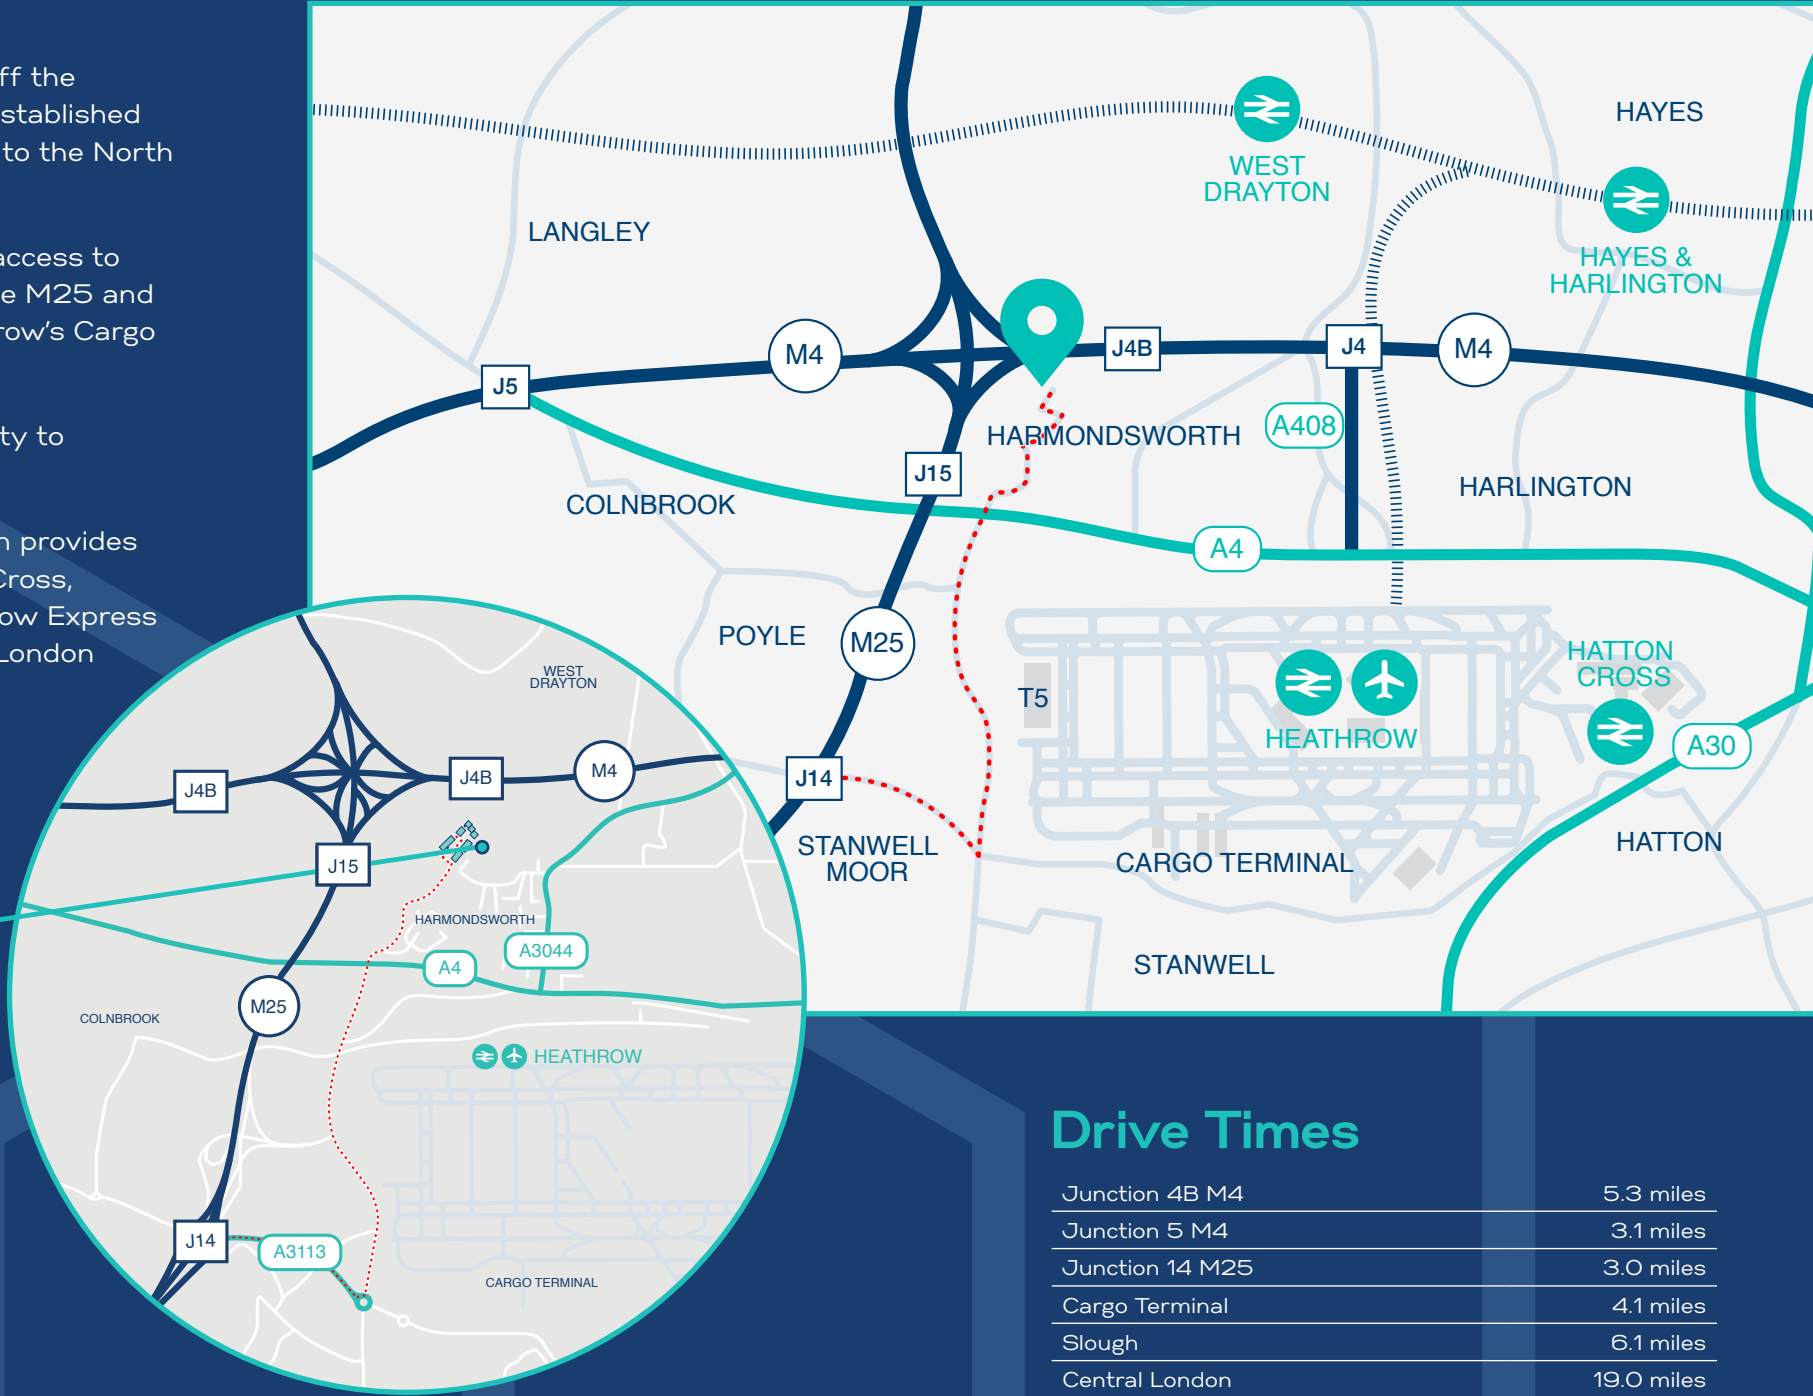 ff the
stablished
to the North
access to
e M25 and
row's Cargo
ty to
n provides
Cross,
ow Express
London
HAYES
WEST
DRAYTON
LANGLEY
HAYES &
HARLINGTON
M4
J4B
J4
M4
J5
A408
HARMONDSWORTH
J15
COLNBROOK
HARLINGTON
A4
POYLE
M25
HATTON
CROSS
T5
HEATHROW
A30
J14
STANWELL
MOOR
CARGO TERMINAL
HATTON
STANWELL
WEST
DRAYTON
J4B
J4B
M4
J15
HARMONDSWORTH
A3044
A4
M25
COLNBROOK
HEATHROW
J14
A3113
CARGO TERMINAL
Drive Times
Junction 4B M4 5.3 miles
Junction 5 M4 3.1 miles
Junction 14 M25 3.0 miles
Cargo Terminal 4.1 miles
Slough 6.1 miles
Central London 19.0 miles